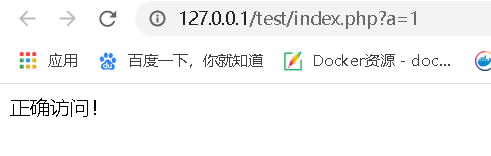 127.0.0.1/test/index.php?a=1
应用 百度一下，你就知道 Docker资源 - doc...
正确访问！